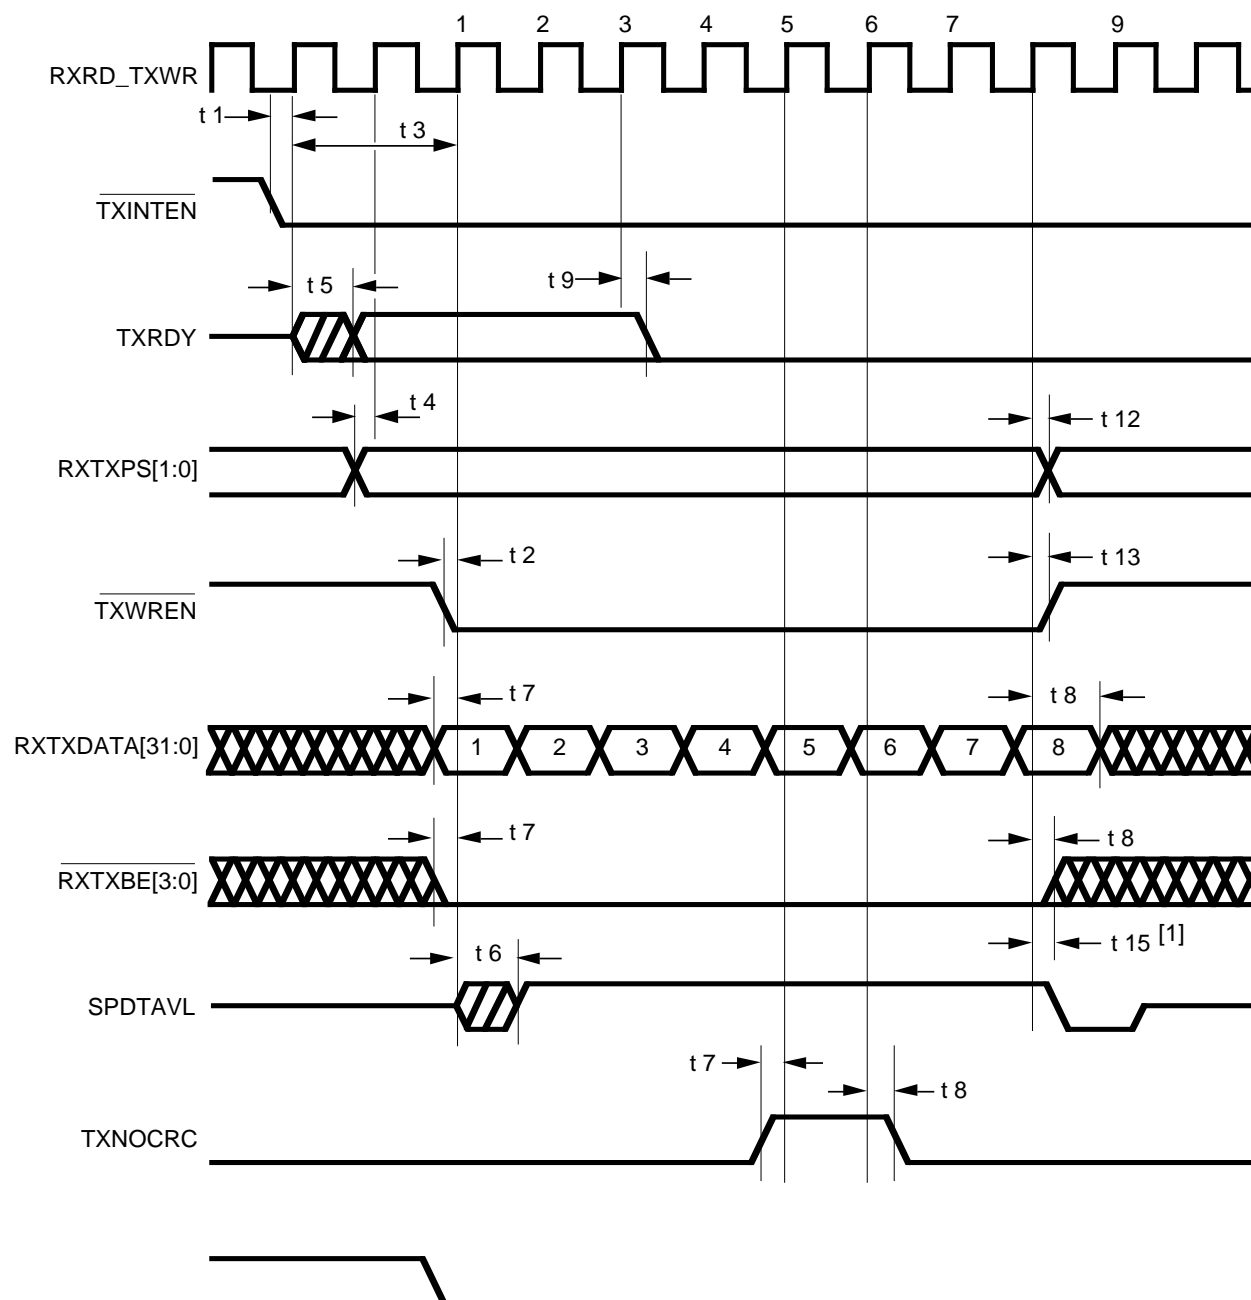 1 2 3 4 5 6 7 9
RXRD_TXWR
t 1
t 3
TXINTEN
t 5
t 9
TXRDY
t 4
t 12
RXTXPS[1:0]
t 2
t 13
TXWREN
t 7
t 8
RXTXDATA[31:0]
1 2 3 4 5 6 7 8
t 7
t 8
RXTXBE[3:0]
t 6
t 15 [1]
SPDTAVL
t 7
t 8
TXNOCRC